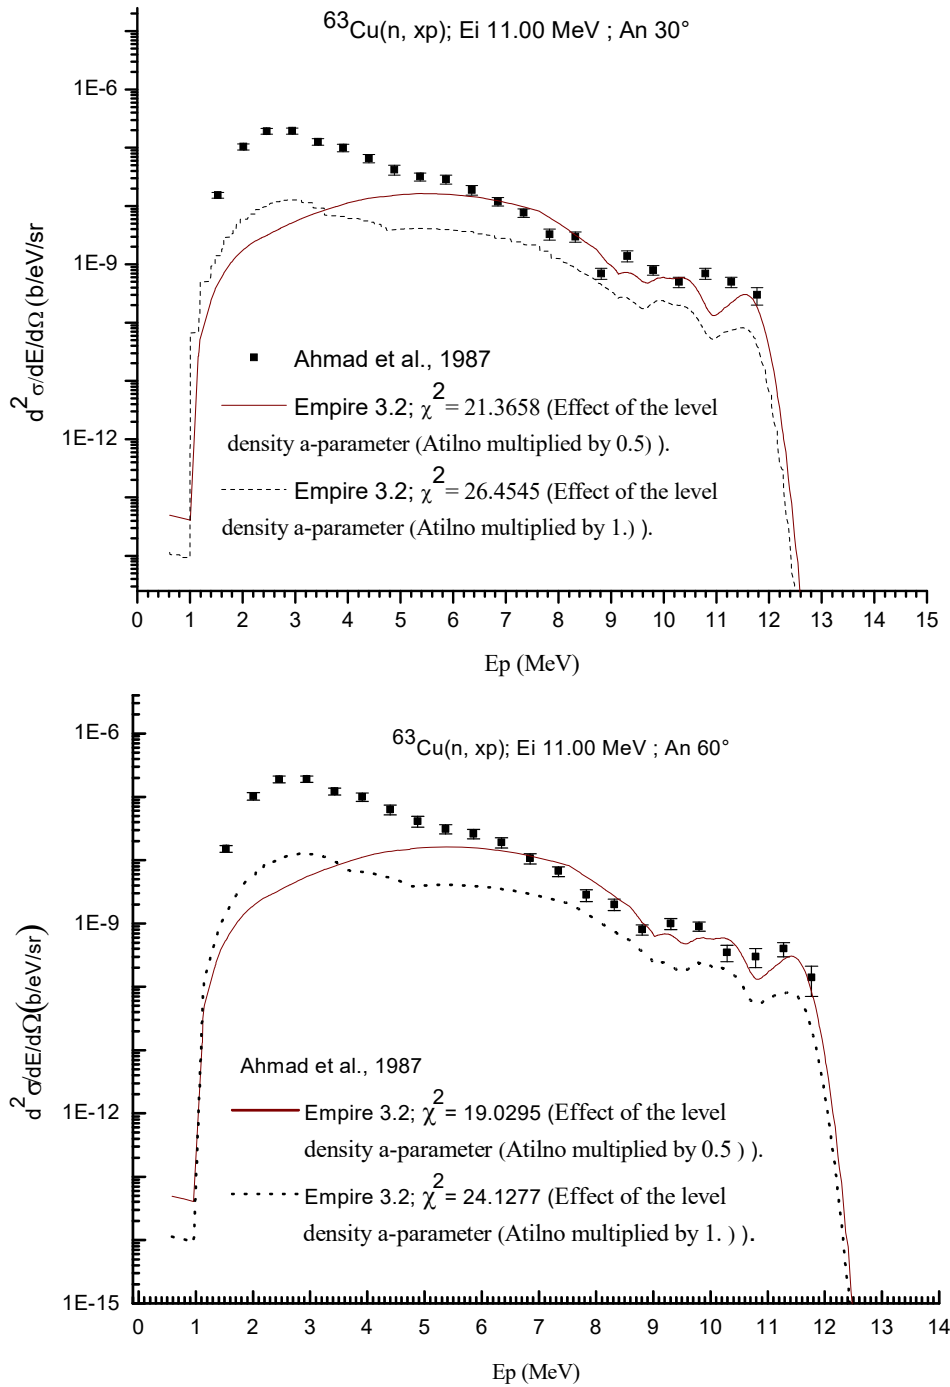 ⁶³Cu(n, xp); Ei 11.00 MeV ; An 30°
1E-6
1E-9
1E-12
d² σ/dE/dΩ (b/eV/sr)
Ahmad et al., 1987
Empire 3.2; χ² = 21.3658 (Effect of the level
density a-parameter (Atilno multiplied by 0.5) ).
Empire 3.2; χ² = 26.4545 (Effect of the level
density a-parameter (Atilno multiplied by 1.) ).
0 1 2 3 4 5 6 7 8 9 10 11 12 13 14 15
Ep (MeV)
⁶³Cu(n, xp); Ei 11.00 MeV ; An 60°
1E-6
1E-9
1E-12
1E-15
d² σ/dE/dΩ(b/eV/sr)
Ahmad et al., 1987
Empire 3.2; χ² = 19.0295 (Effect of the level
density a-parameter (Atilno multiplied by 0.5 ) ).
Empire 3.2; χ² = 24.1277 (Effect of the level
density a-parameter (Atilno multiplied by 1. ) ).
0 1 2 3 4 5 6 7 8 9 10 11 12 13 14
Ep (MeV)